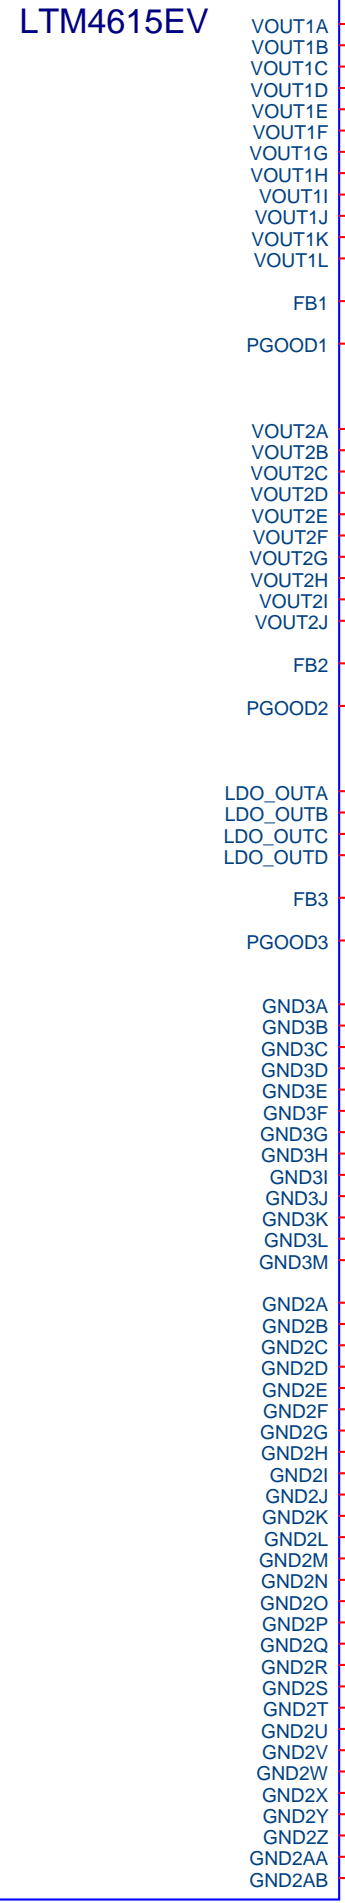 LTM4615EV
VOUT1A
VOUT1B
VOUT1C
VOUT1D
VOUT1E
VOUT1F
VOUT1G
VOUT1H
VOUT1I
VOUT1J
VOUT1K
VOUT1L
FB1
PGOOD1
VOUT2A
VOUT2B
VOUT2C
VOUT2D
VOUT2E
VOUT2F
VOUT2G
VOUT2H
VOUT2I
VOUT2J
FB2
PGOOD2
LDO_OUTA
LDO_OUTB
LDO_OUTC
LDO_OUTD
FB3
PGOOD3
GND3A
GND3B
GND3C
GND3D
GND3E
GND3F
GND3G
GND3H
GND3I
GND3J
GND3K
GND3L
GND3M
GND2A
GND2B
GND2C
GND2D
GND2E
GND2F
GND2G
GND2H
GND2I
GND2J
GND2K
GND2L
GND2M
GND2N
GND2O
GND2P
GND2Q
GND2R
GND2S
GND2T
GND2U
GND2V
GND2W
GND2X
GND2Y
GND2Z
GND2AA
GND2AB